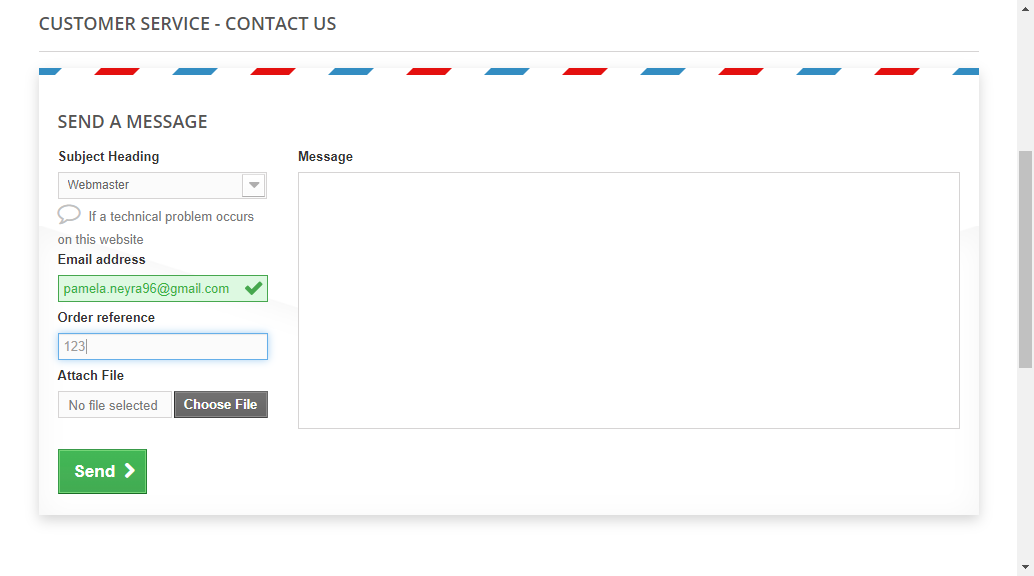 CUSTOMER SERVICE - CONTACT US
SEND A MESSAGE
Subject Heading
Webmaster
If a technical problem occurs
on this website
Email address
pamela.neyra96@gmail.com
Order reference
123
Attach File
No file selected
Choose File
Send
Message